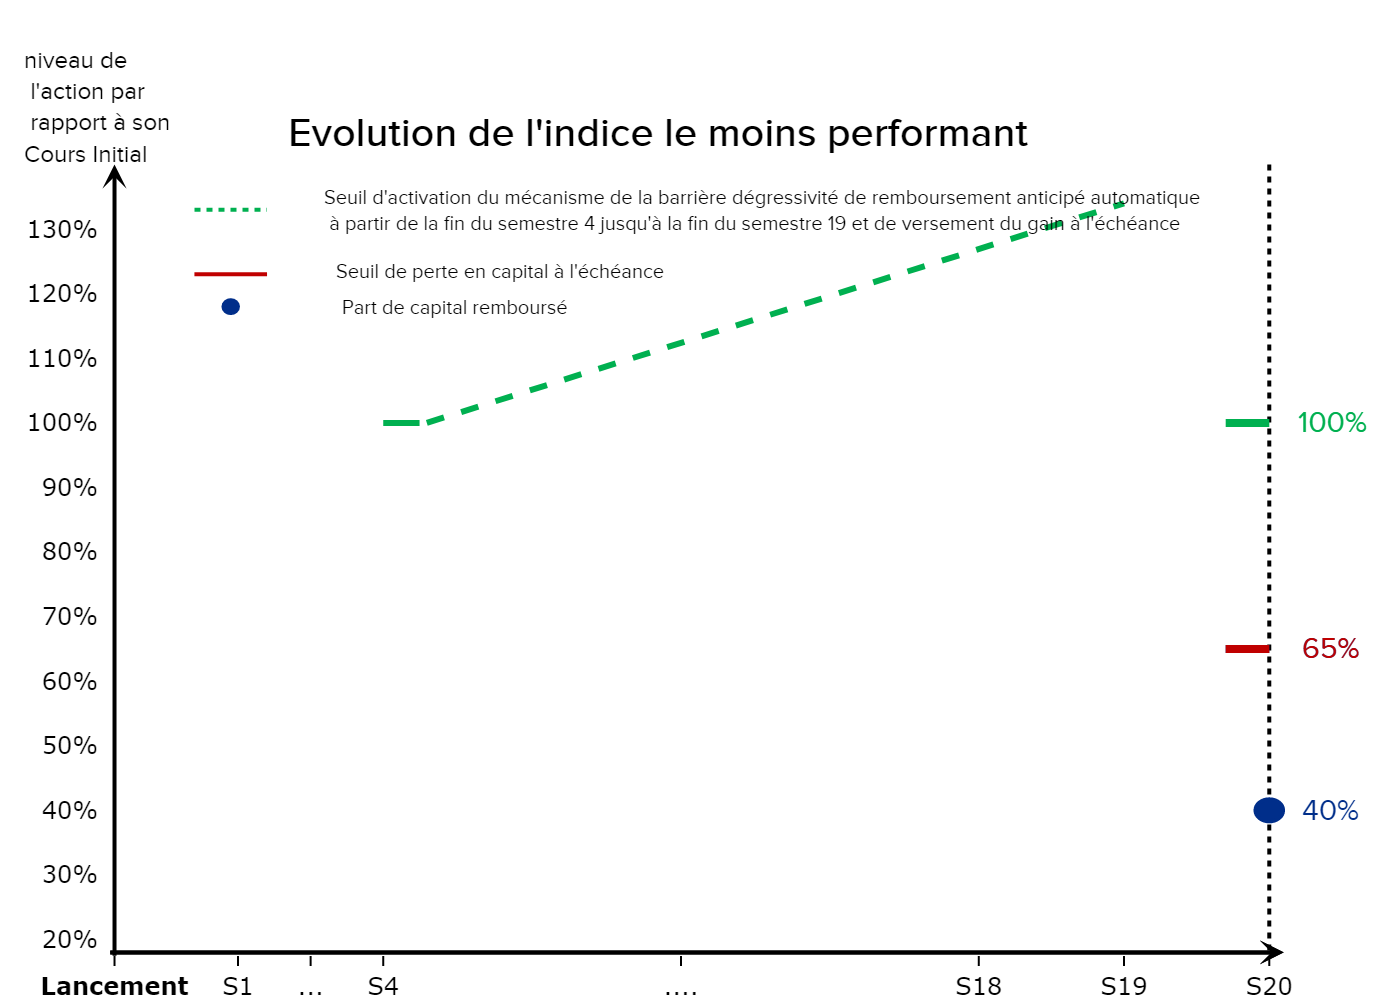 niveau de
l'action par
rapport à son
Cours Initial
Evolution de l'indice le moins performant
Seuil d'activation du mécanisme de la barrière dégressivité de remboursement anticipé automatique
à partir de la fin du semestre 4 jusqu'à la fin du semestre 19 et de versement du gain à l'échéance
Seuil de perte en capital à l'échéance
Part de capital remboursé
130%
120%
110%
100%
90%
80%
70%
60%
50%
40%
30%
20%
100%
65%
40%
Lancement S1 ... S4 .... S18 S19 S20